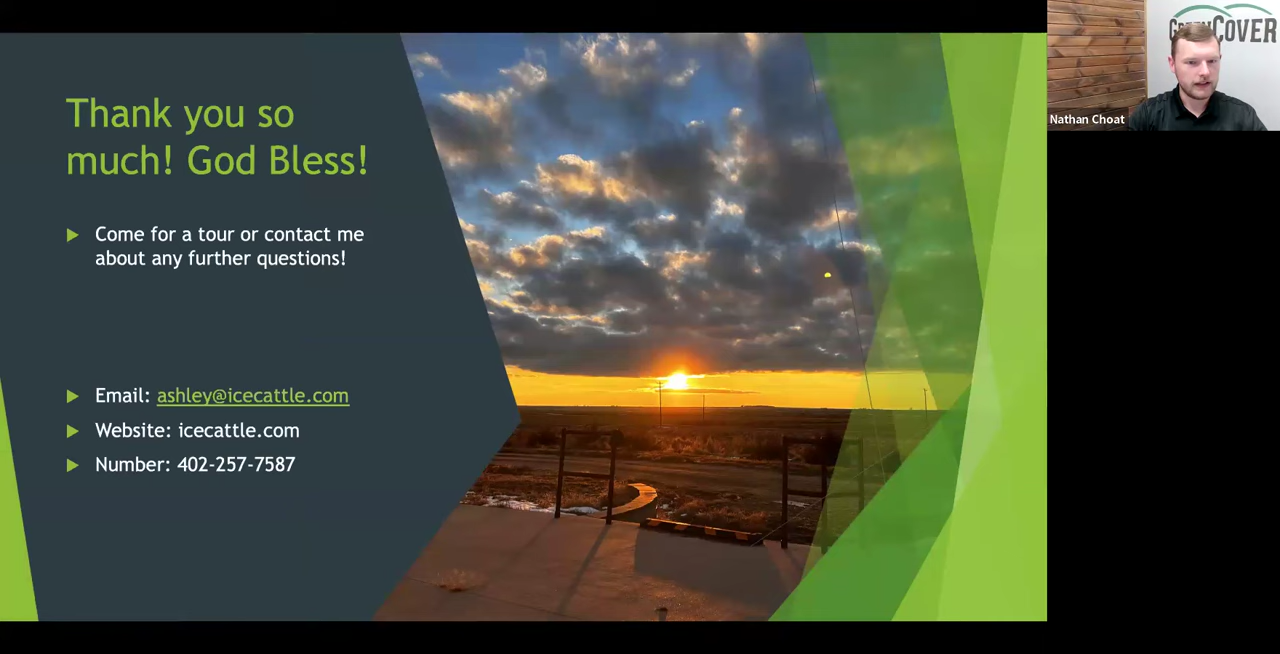 Thank you so
much! God Bless!
Come for a tour or contact me
about any further questions!
Email: ashley@icecattle.com
Website: icecattle.com
Number: 402-257-7587
GREENCOVER
Nathan Choat